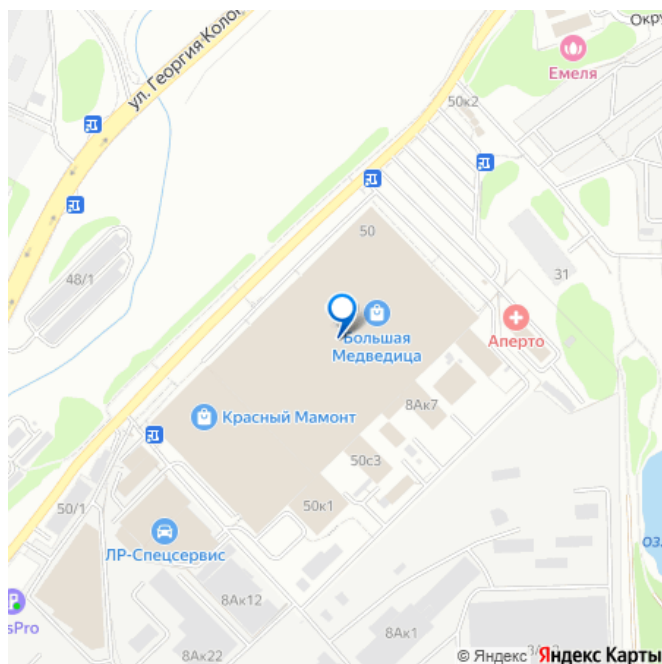 Окру
Емеля
ул. Георгия Коло
50к2
50
48/1
31
Большая
Медведица
Аперто
8Ак7
Красный Мамонт
50с3
50/1
50к1
ЛР-Спецсервис
ОЗ.
8Ак12
sPro
8Ак1
8Ак22
© Яндекс Яндекс Карты